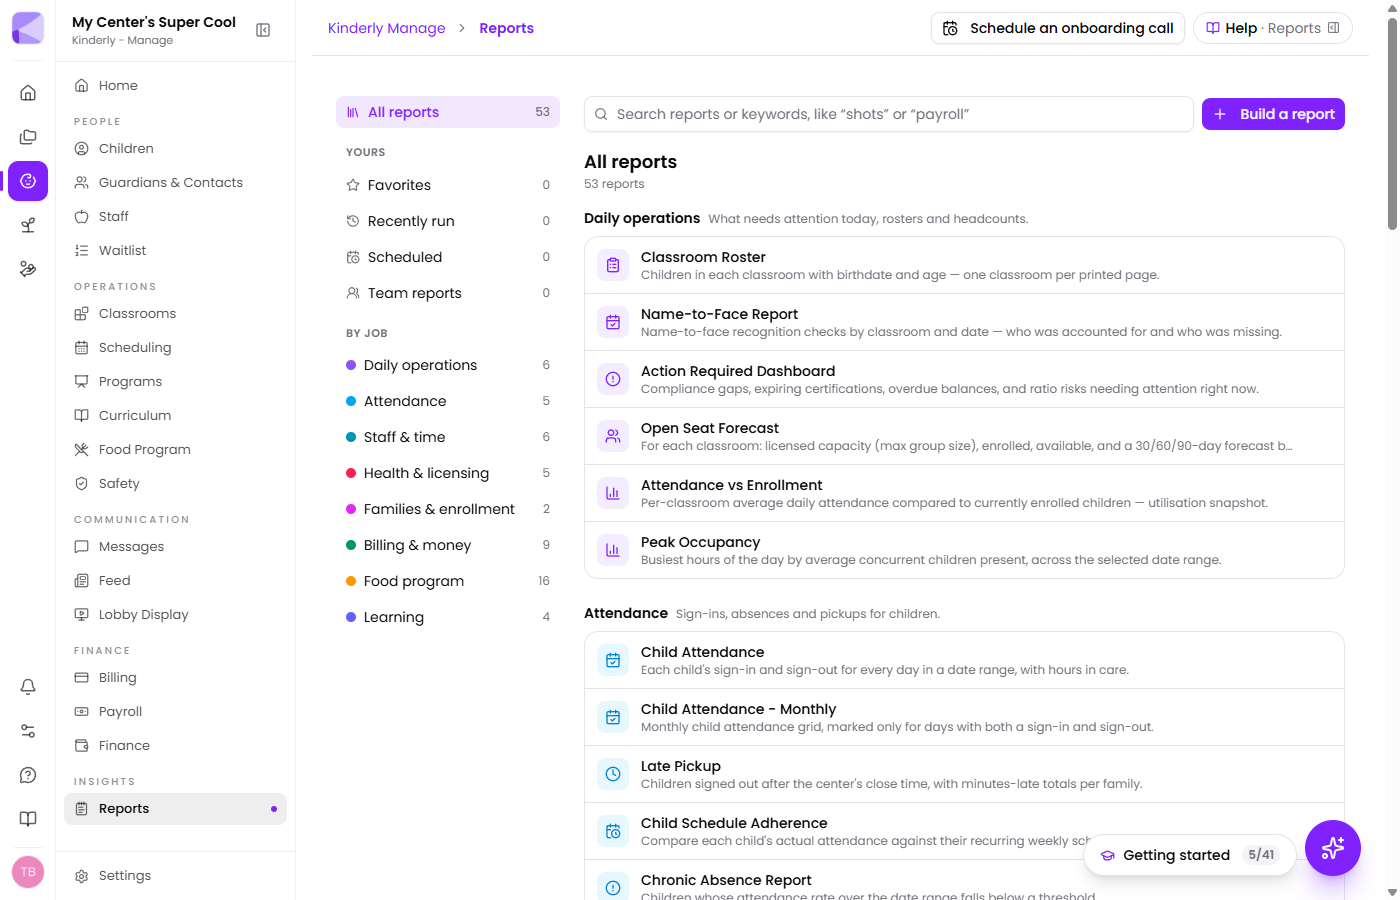 My Center's Super Cool
Kinderly - Manage
Home
PEOPLE
Children
Guardians & Contacts
Staff
Waitlist
OPERATIONS
Classrooms
Scheduling
Programs
Curriculum
Food Program
Safety
COMMUNICATION
Messages
Feed
Lobby Display
FINANCE
Billing
Payroll
Finance
INSIGHTS
Reports
Settings
TB
Kinderly Manage > Reports
Schedule an onboarding call
Help · Reports
All reports 53
YOURS
Favorites 0
Recently run 0
Scheduled 0
Team reports 0
BY JOB
Daily operations 6
Attendance 5
Staff & time 6
Health & licensing 5
Families & enrollment 2
Billing & money 9
Food program 16
Learning 4
Search reports or keywords, like “shots” or “payroll”
Build a report
All reports
53 reports
Daily operations What needs attention today, rosters and headcounts.
Classroom Roster
Children in each classroom with birthdate and age — one classroom per printed page.
Name-to-Face Report
Name-to-face recognition checks by classroom and date — who was accounted for and who was missing.
Action Required Dashboard
Compliance gaps, expiring certifications, overdue balances, and ratio risks needing attention right now.
Open Seat Forecast
For each classroom: licensed capacity (max group size), enrolled, available, and a 30/60/90-day forecast b...
Attendance vs Enrollment
Per-classroom average daily attendance compared to currently enrolled children — utilisation snapshot.
Peak Occupancy
Busiest hours of the day by average concurrent children present, across the selected date range.
Attendance Sign-ins, absences and pickups for children.
Child Attendance
Each child's sign-in and sign-out for every day in a date range, with hours in care.
Child Attendance - Monthly
Monthly child attendance grid, marked only for days with both a sign-in and sign-out.
Late Pickup
Children signed out after the center's close time, with minutes-late totals per family.
Child Schedule Adherence
Compare each child's actual attendance against their recurring weekly sch
Chronic Absence Report
Children whose attendance rate over the date range falls below a threshold.
Getting started 5/41